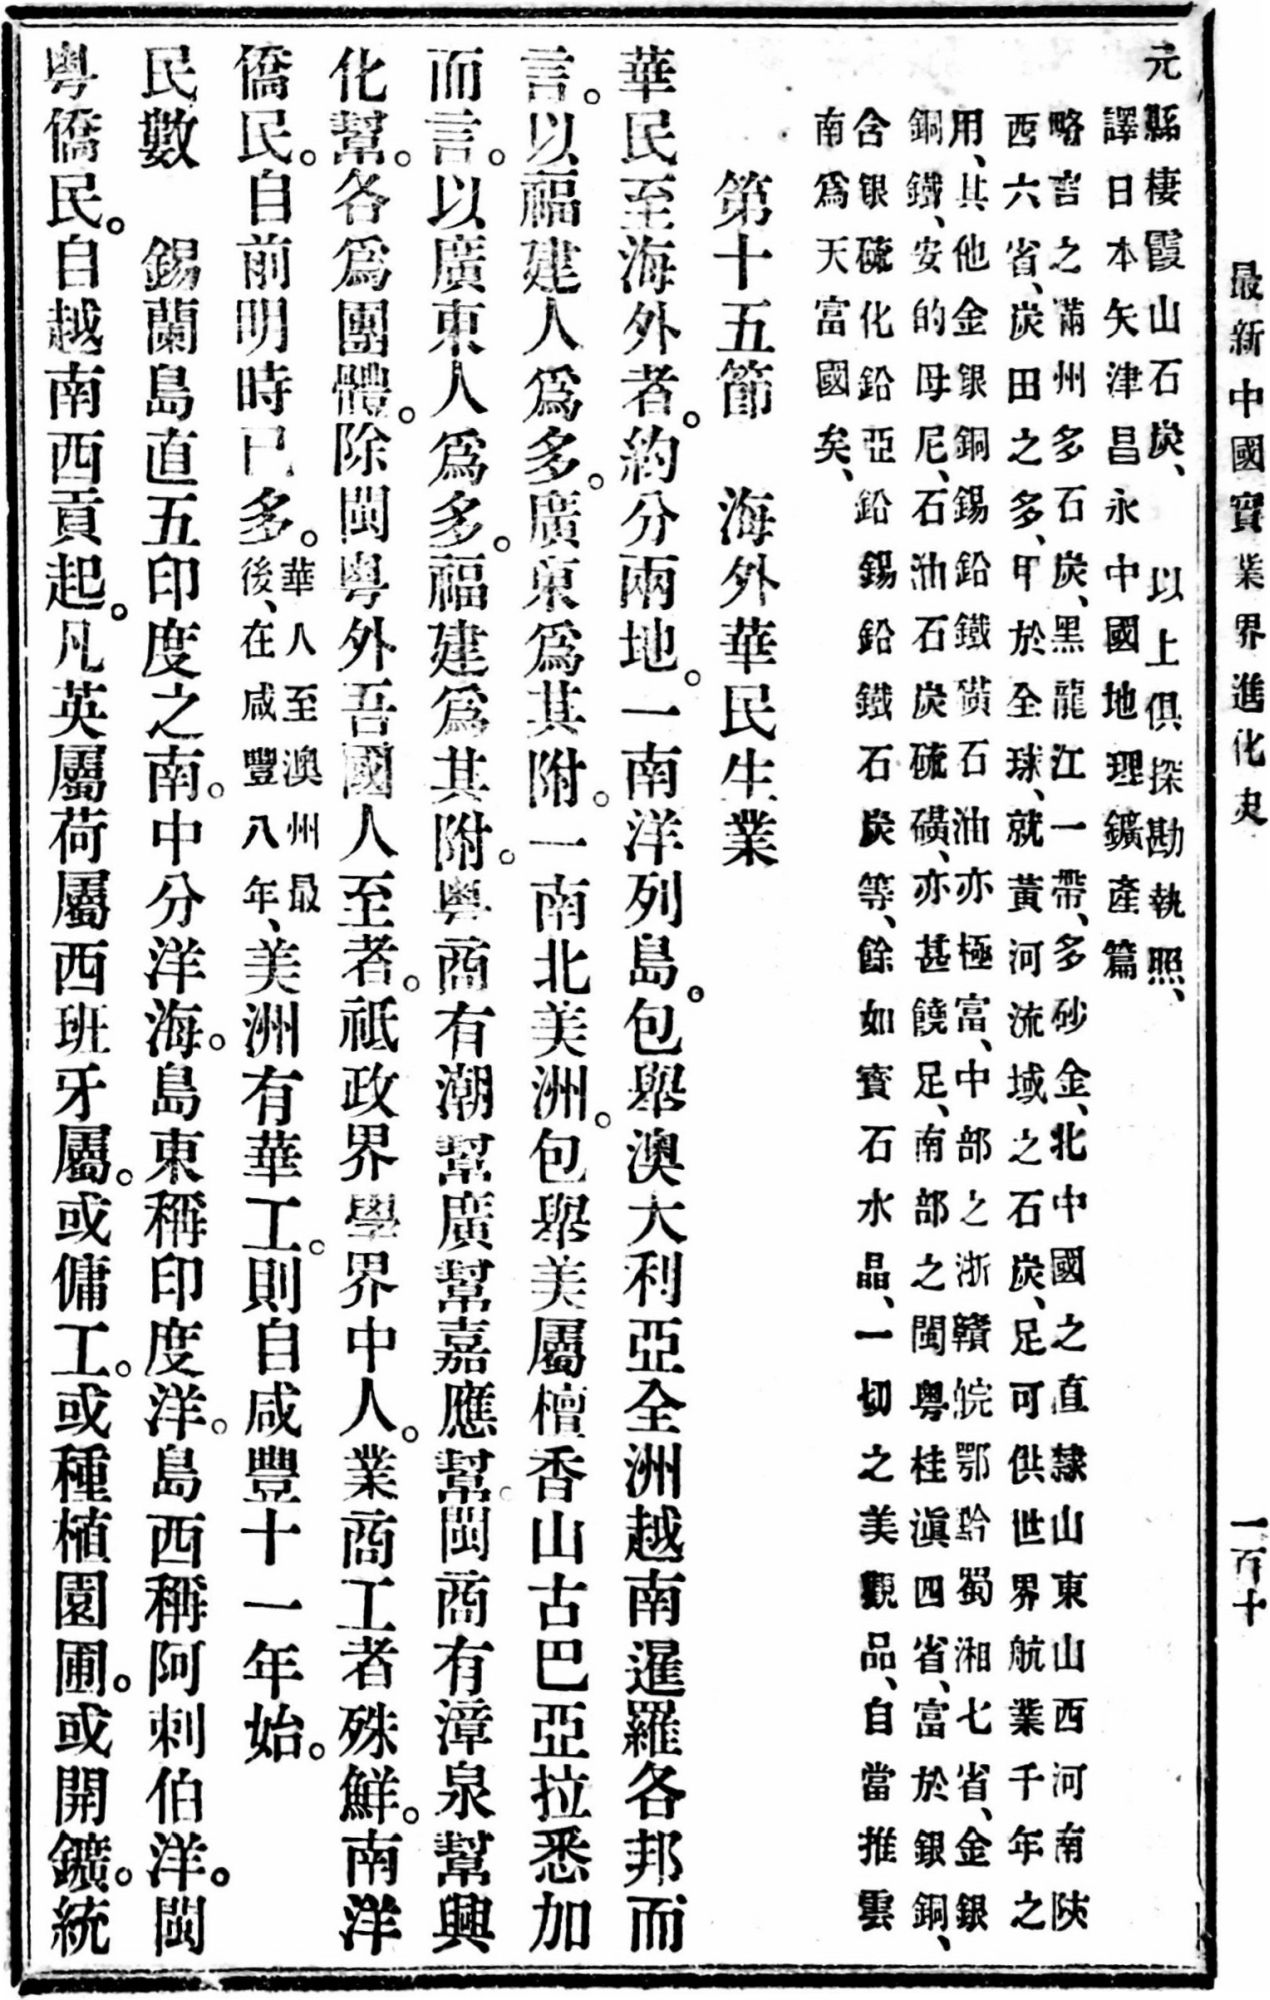 最新中國實業界進化史
一百十
元縣棲霞山石炭、以上俱探勘執照、
譯日本矢津昌永中國地理鑛產篇
略言之滿州多石炭、黑龍江一帶、多砂金、北中國之直隸山東山西河南陝
西六省、炭田之多、甲於全球、就黃河流域之石炭、足可供世界航業千年之
用、其他金銀銅錫鉛鐵磺石油亦極富、中部之浙贛皖鄂黔蜀湘七省、金銀
銅鐵、安的母尼、石油石炭硫磺、亦甚饒足、南部之閩粵桂滇四省、富於銀銅、
含銀硫化鉛亞鉛錫鉛鐵石炭等、餘如寶石水晶、一切之美觀品、自當推雲
南爲天富國矣、
第十五節　海外華民生業
華民至海外者。約分兩地。一南洋列島。包舉澳大利亞全洲越南暹羅各邦而
言。以福建人爲多。廣東爲其附。一南北美洲。包舉美屬檀香山古巴亞拉悉加
而言。以廣東人爲多。福建爲其附。粵商有潮幫廣幫嘉應幫。閩商有漳泉幫興
化幫。各爲團體。除閩粵外吾國人至者。祇政界學界中人。業商工者殊鮮。南洋
僑民。自前明時已多。華人至澳州最後、在咸豐八年、美洲有華工。則自咸豐十一年始。
民數　錫蘭島直五印度之南。中分洋海。島東稱印度洋。島西稱阿剌伯洋。閩
粵僑民。自越南西貢起。凡英屬荷屬西班牙屬。或傭工。或種植園圃。或開鑛。統